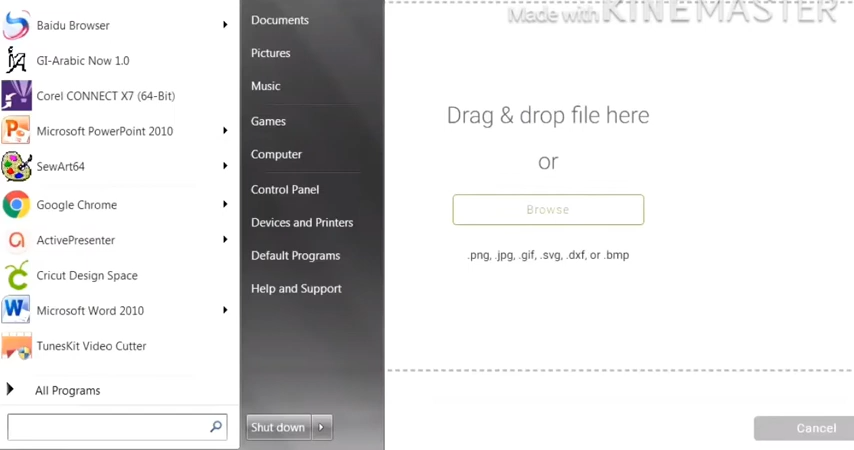 Baidu Browser
GI-Arabic Now 1.0
Corel CONNECT X7 (64-Bit)
Microsoft PowerPoint 2010
SewArt64
Google Chrome
ActivePresenter
Cricut Design Space
Microsoft Word 2010
TunesKit Video Cutter
All Programs
Documents
Pictures
Music
Games
Computer
Control Panel
Devices and Printers
Default Programs
Help and Support
Shut down
Made with KINEMASTER
Drag & drop file here
or
Browse
.png, .jpg, .gif, .svg, .dxf, or .bmp
Cancel